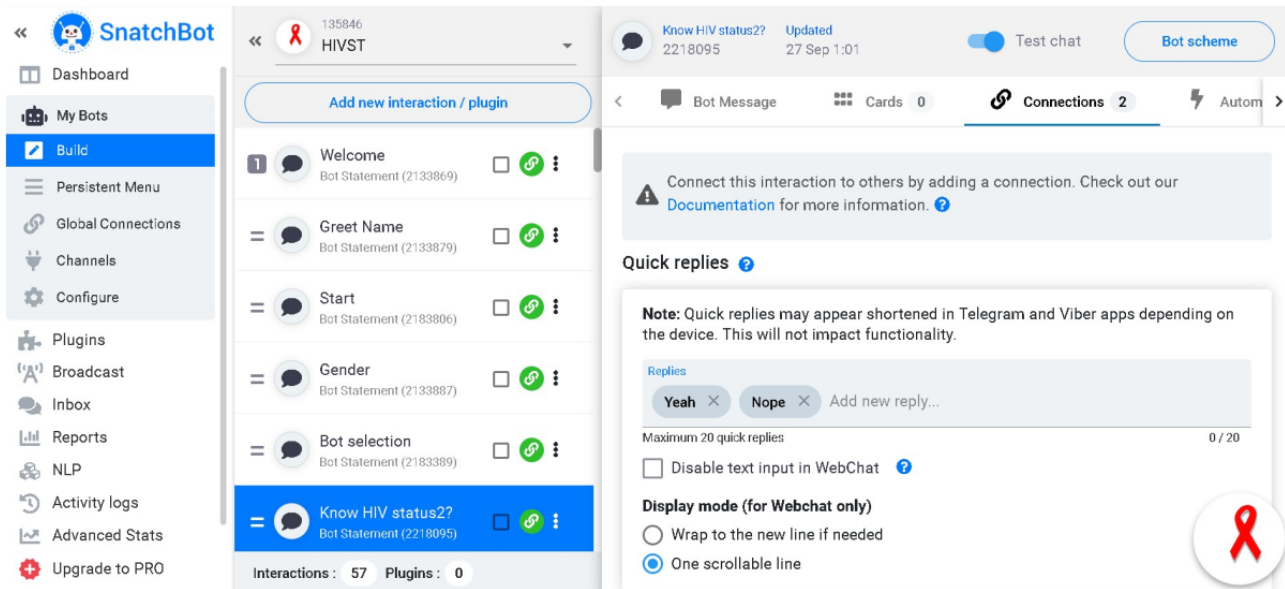 SnatchBot
Dashboard
My Bots
Build
Persistent Menu
Global Connections
Channels
Configure
Plugins
Broadcast
Inbox
Reports
NLP
Activity logs
Advanced Stats
Upgrade to PRO
135846
HIVST
Add new interaction / plugin
1
Welcome
Bot Statement (2133869)
Greet Name
Bot Statement (2133879)
Start
Bot Statement (2183806)
Gender
Bot Statement (2133887)
Bot selection
Bot Statement (2183389)
Know HIV status2?
Bot Statement (2218095)
Interactions : 57 Plugins : 0
Know HIV status2? Updated
2218095 27 Sep 1:01
Test chat
Bot scheme
Bot Message Cards 0 Connections 2 Autom
Connect this interaction to others by adding a connection. Check out our
Documentation for more information.
Quick replies
Note: Quick replies may appear shortened in Telegram and Viber apps depending on
the device. This will not impact functionality.
Replies
Yeah Nope Add new reply...
Maximum 20 quick replies 0 / 20
Disable text input in WebChat
Display mode (for Webchat only)
Wrap to the new line if needed
One scrollable line